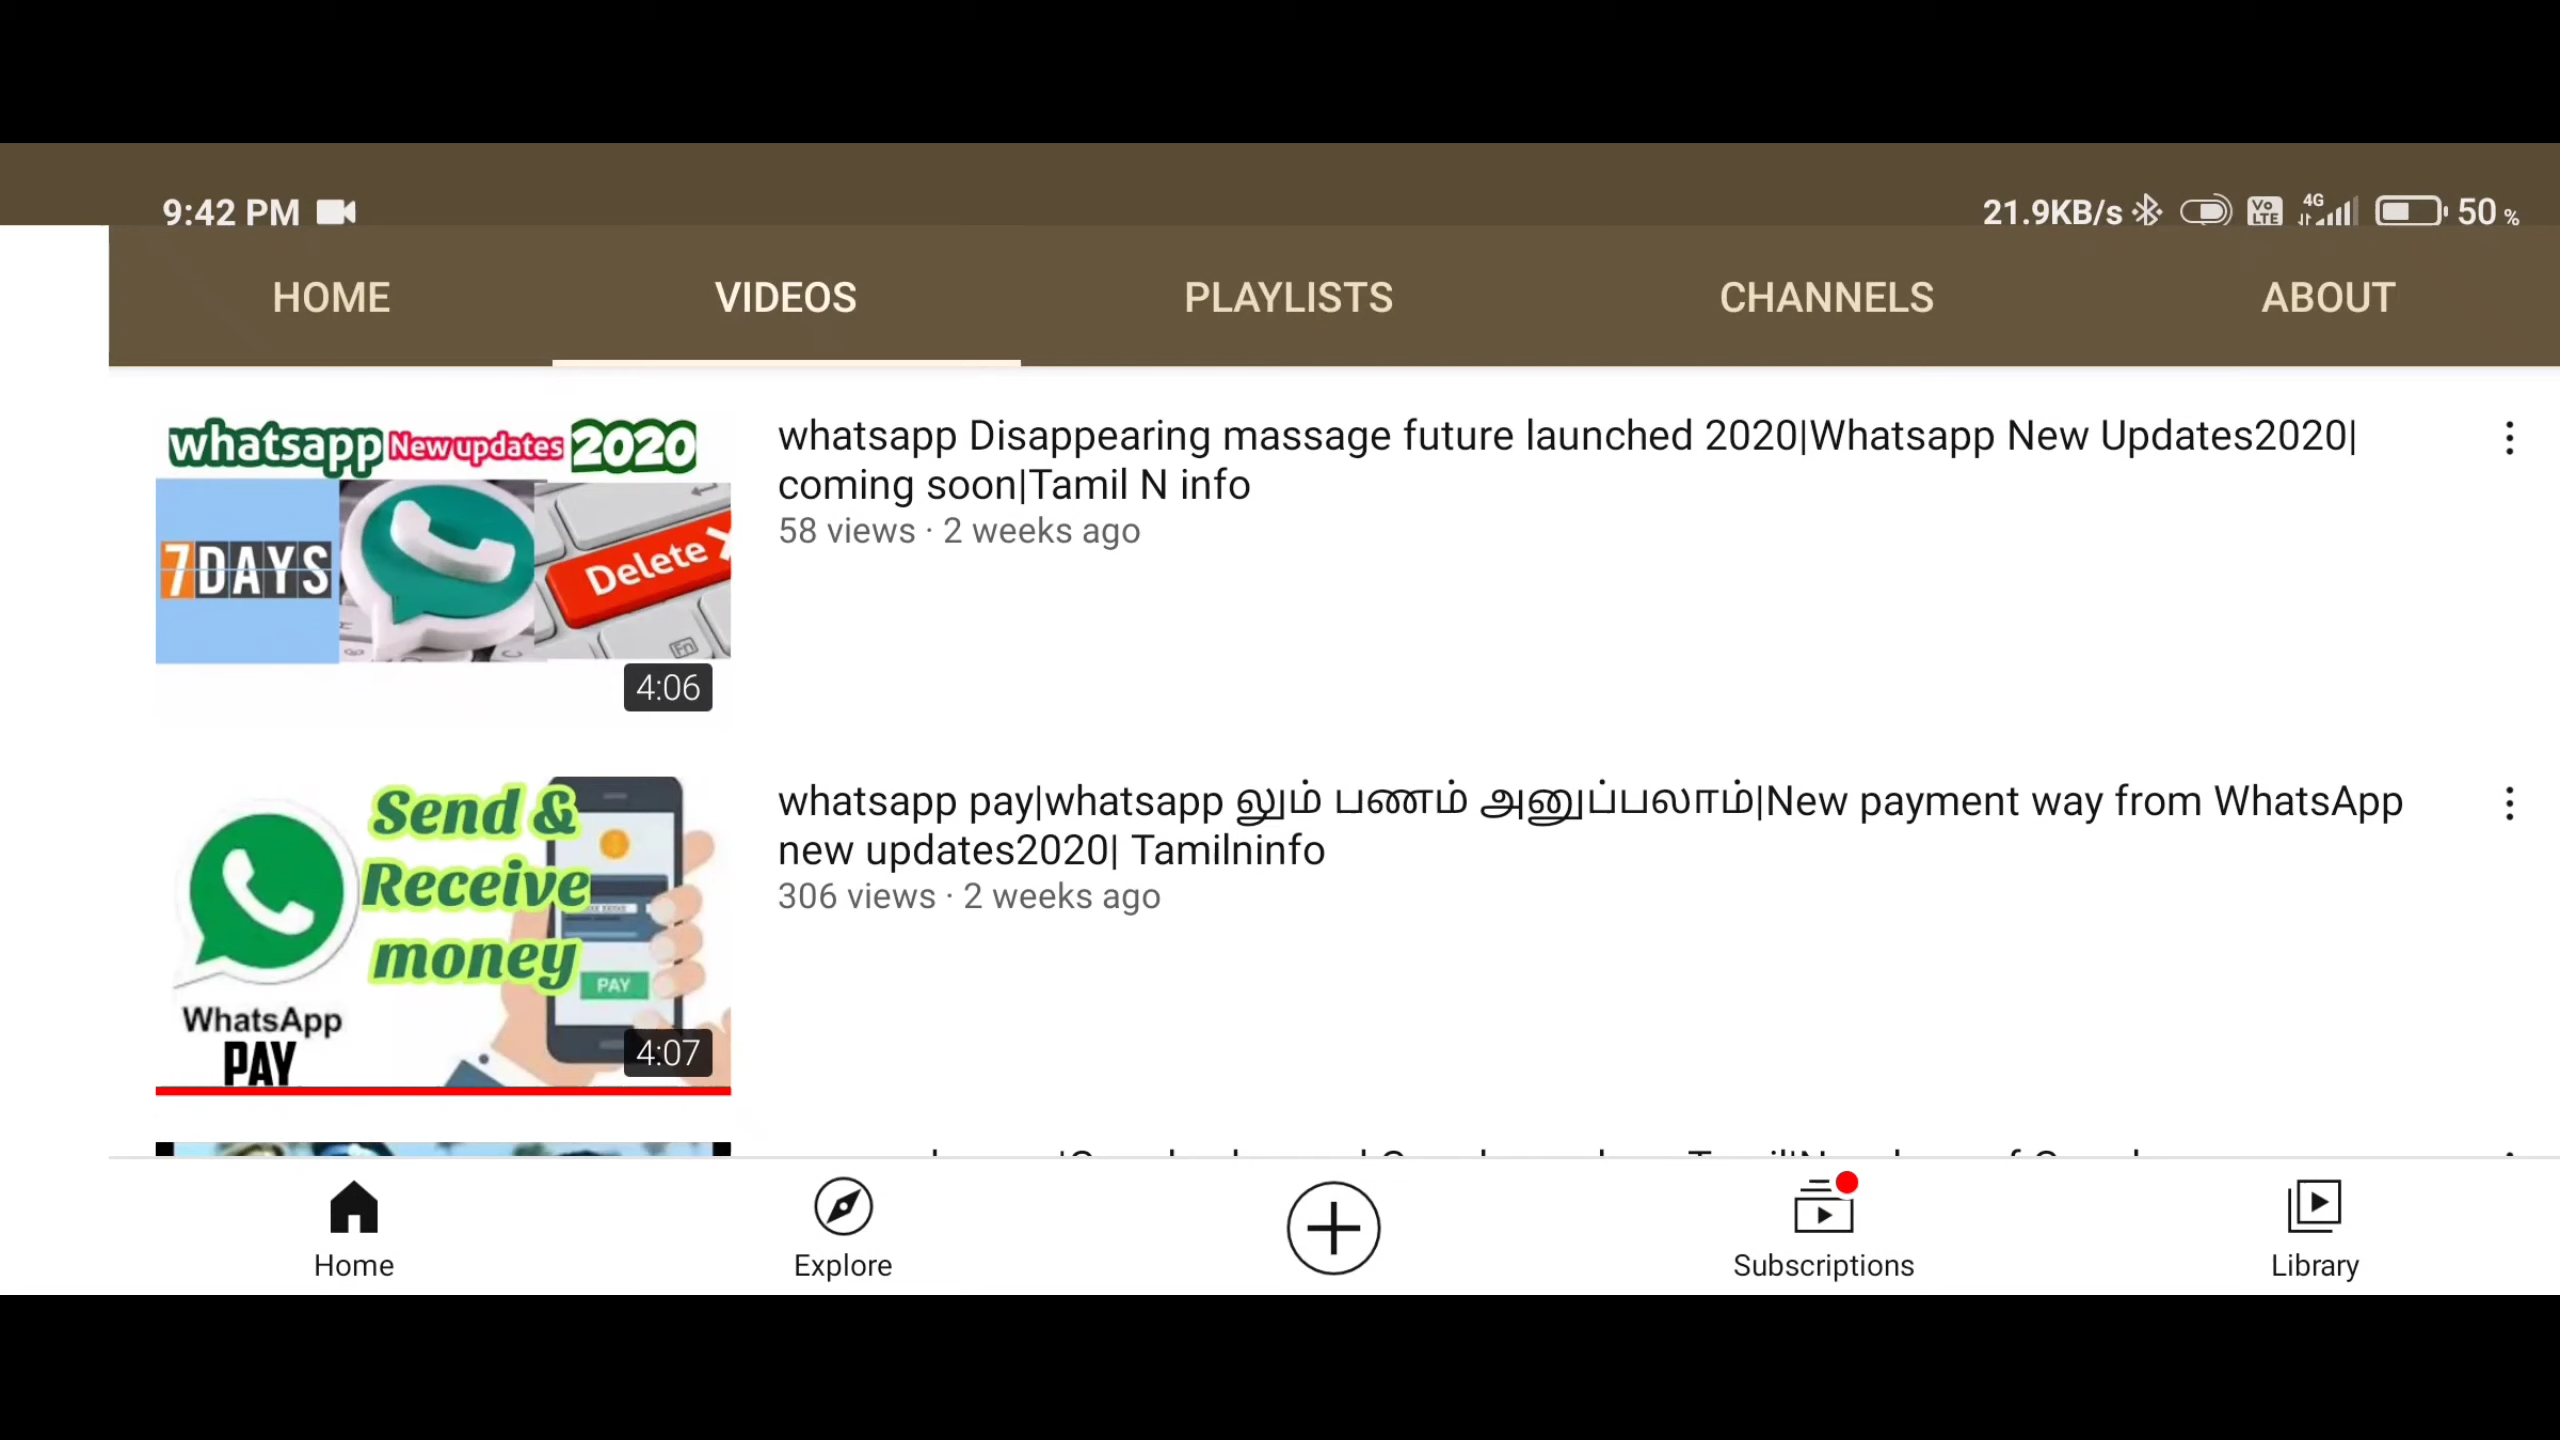 9:42 PM
21.9KB/s Vo LTE 4G 50 %
HOME VIDEOS PLAYLISTS CHANNELS ABOUT
whatsapp New updates 2020
7DAYS
Delete
Fn
4:06
whatsapp Disappearing massage future launched 2020|Whatsapp New Updates2020|
coming soon|Tamil N info
58 views · 2 weeks ago
Send &
Receive
money
PAY
WhatsApp
PAY
4:07
whatsapp pay|whatsapp லும் பணம் அனுப்பலாம்|New payment way from WhatsApp
new updates2020| Tamilninfo
306 views · 2 weeks ago
Home Explore Subscriptions Library